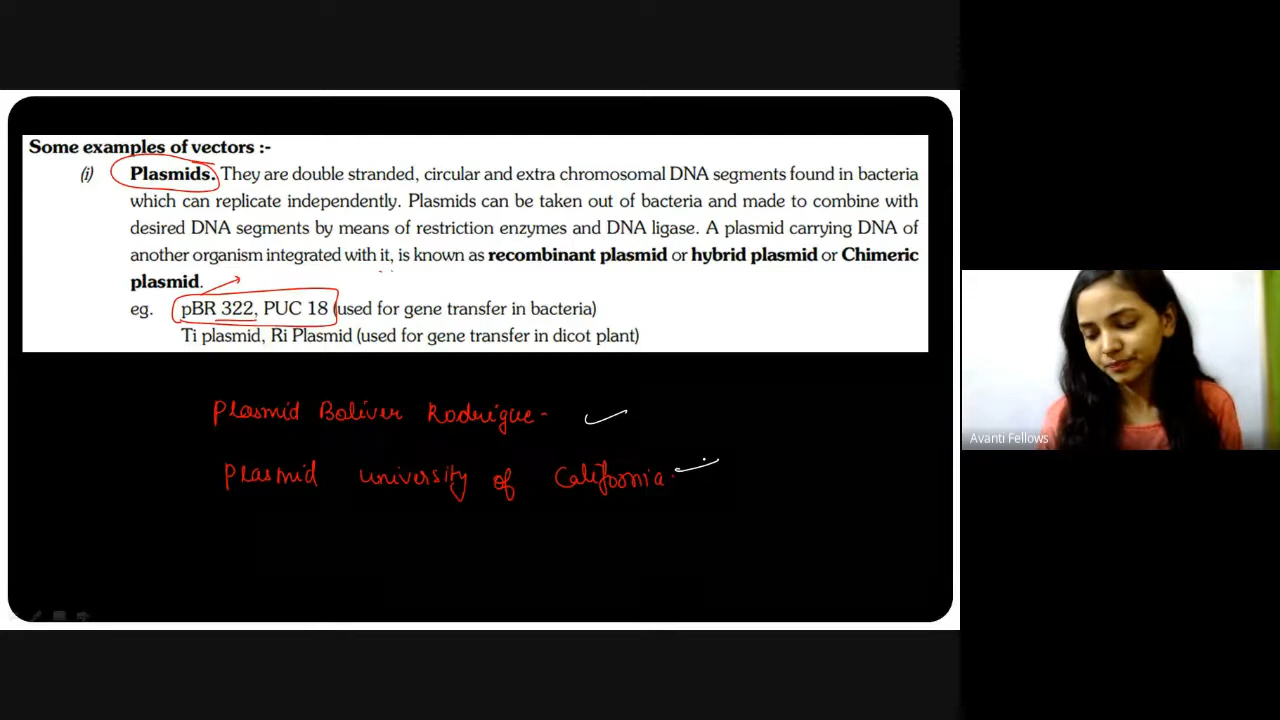 Some examples of vectors :-
(i) Plasmids. They are double stranded, circular and extra chromosomal DNA segments found in bacteria
which can replicate independently. Plasmids can be taken out of bacteria and made to combine with
desired DNA segments by means of restriction enzymes and DNA ligase. A plasmid carrying DNA of
another organism integrated with it, is known as recombinant plasmid or hybrid plasmid or Chimeric
plasmid.
eg. pBR 322, PUC 18 (used for gene transfer in bacteria)
Ti plasmid, Ri Plasmid (used for gene transfer in dicot plant)
Plasmid Boliver Rodrigue-
Plasmid university of California.
Avanti Fellows